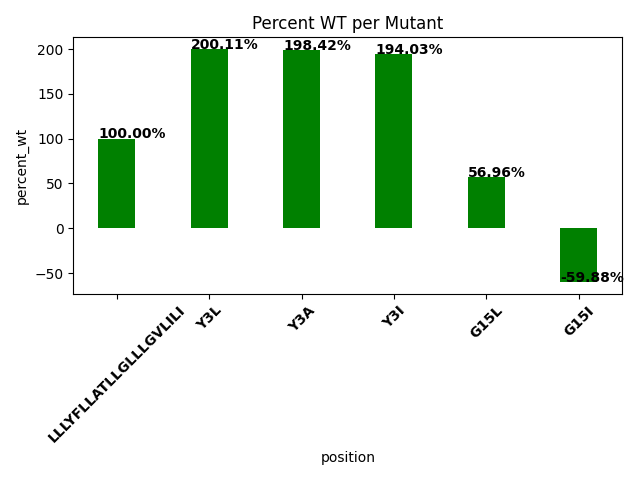 Percent WT per Mutant
percent_wt
200
150
100
50
0
−50
100.00%
200.11%
198.42%
194.03%
56.96%
-59.88%
LLLYFLLATLLGLLLGVLILI
Y3L
Y3A
Y3I
G15L
G15I
position